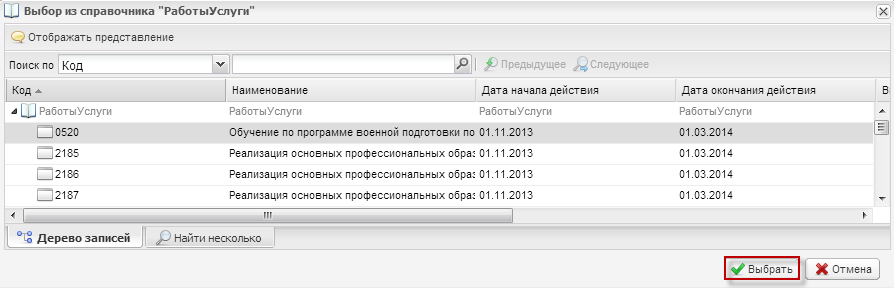 Выбор из справочника "РаботыУслуги"
Отображать представление
Поиск по Код Предыдущее Следующее
Код Наименование Дата начала действия Дата окончания действия
РаботыУслуги РаботыУслуги РаботыУслуги РаботыУслуги
0520 Обучение по программе военной подготовки по 01.11.2013 01.03.2014
2185 Реализация основных профессиональных образ 01.11.2013 01.03.2014
2186 Реализация основных профессиональных образ 01.11.2013 01.03.2014
2187 Реализация основных профессиональных образ 01.11.2013 01.03.2014
Дерево записей Найти несколько
Выбрать Отмена